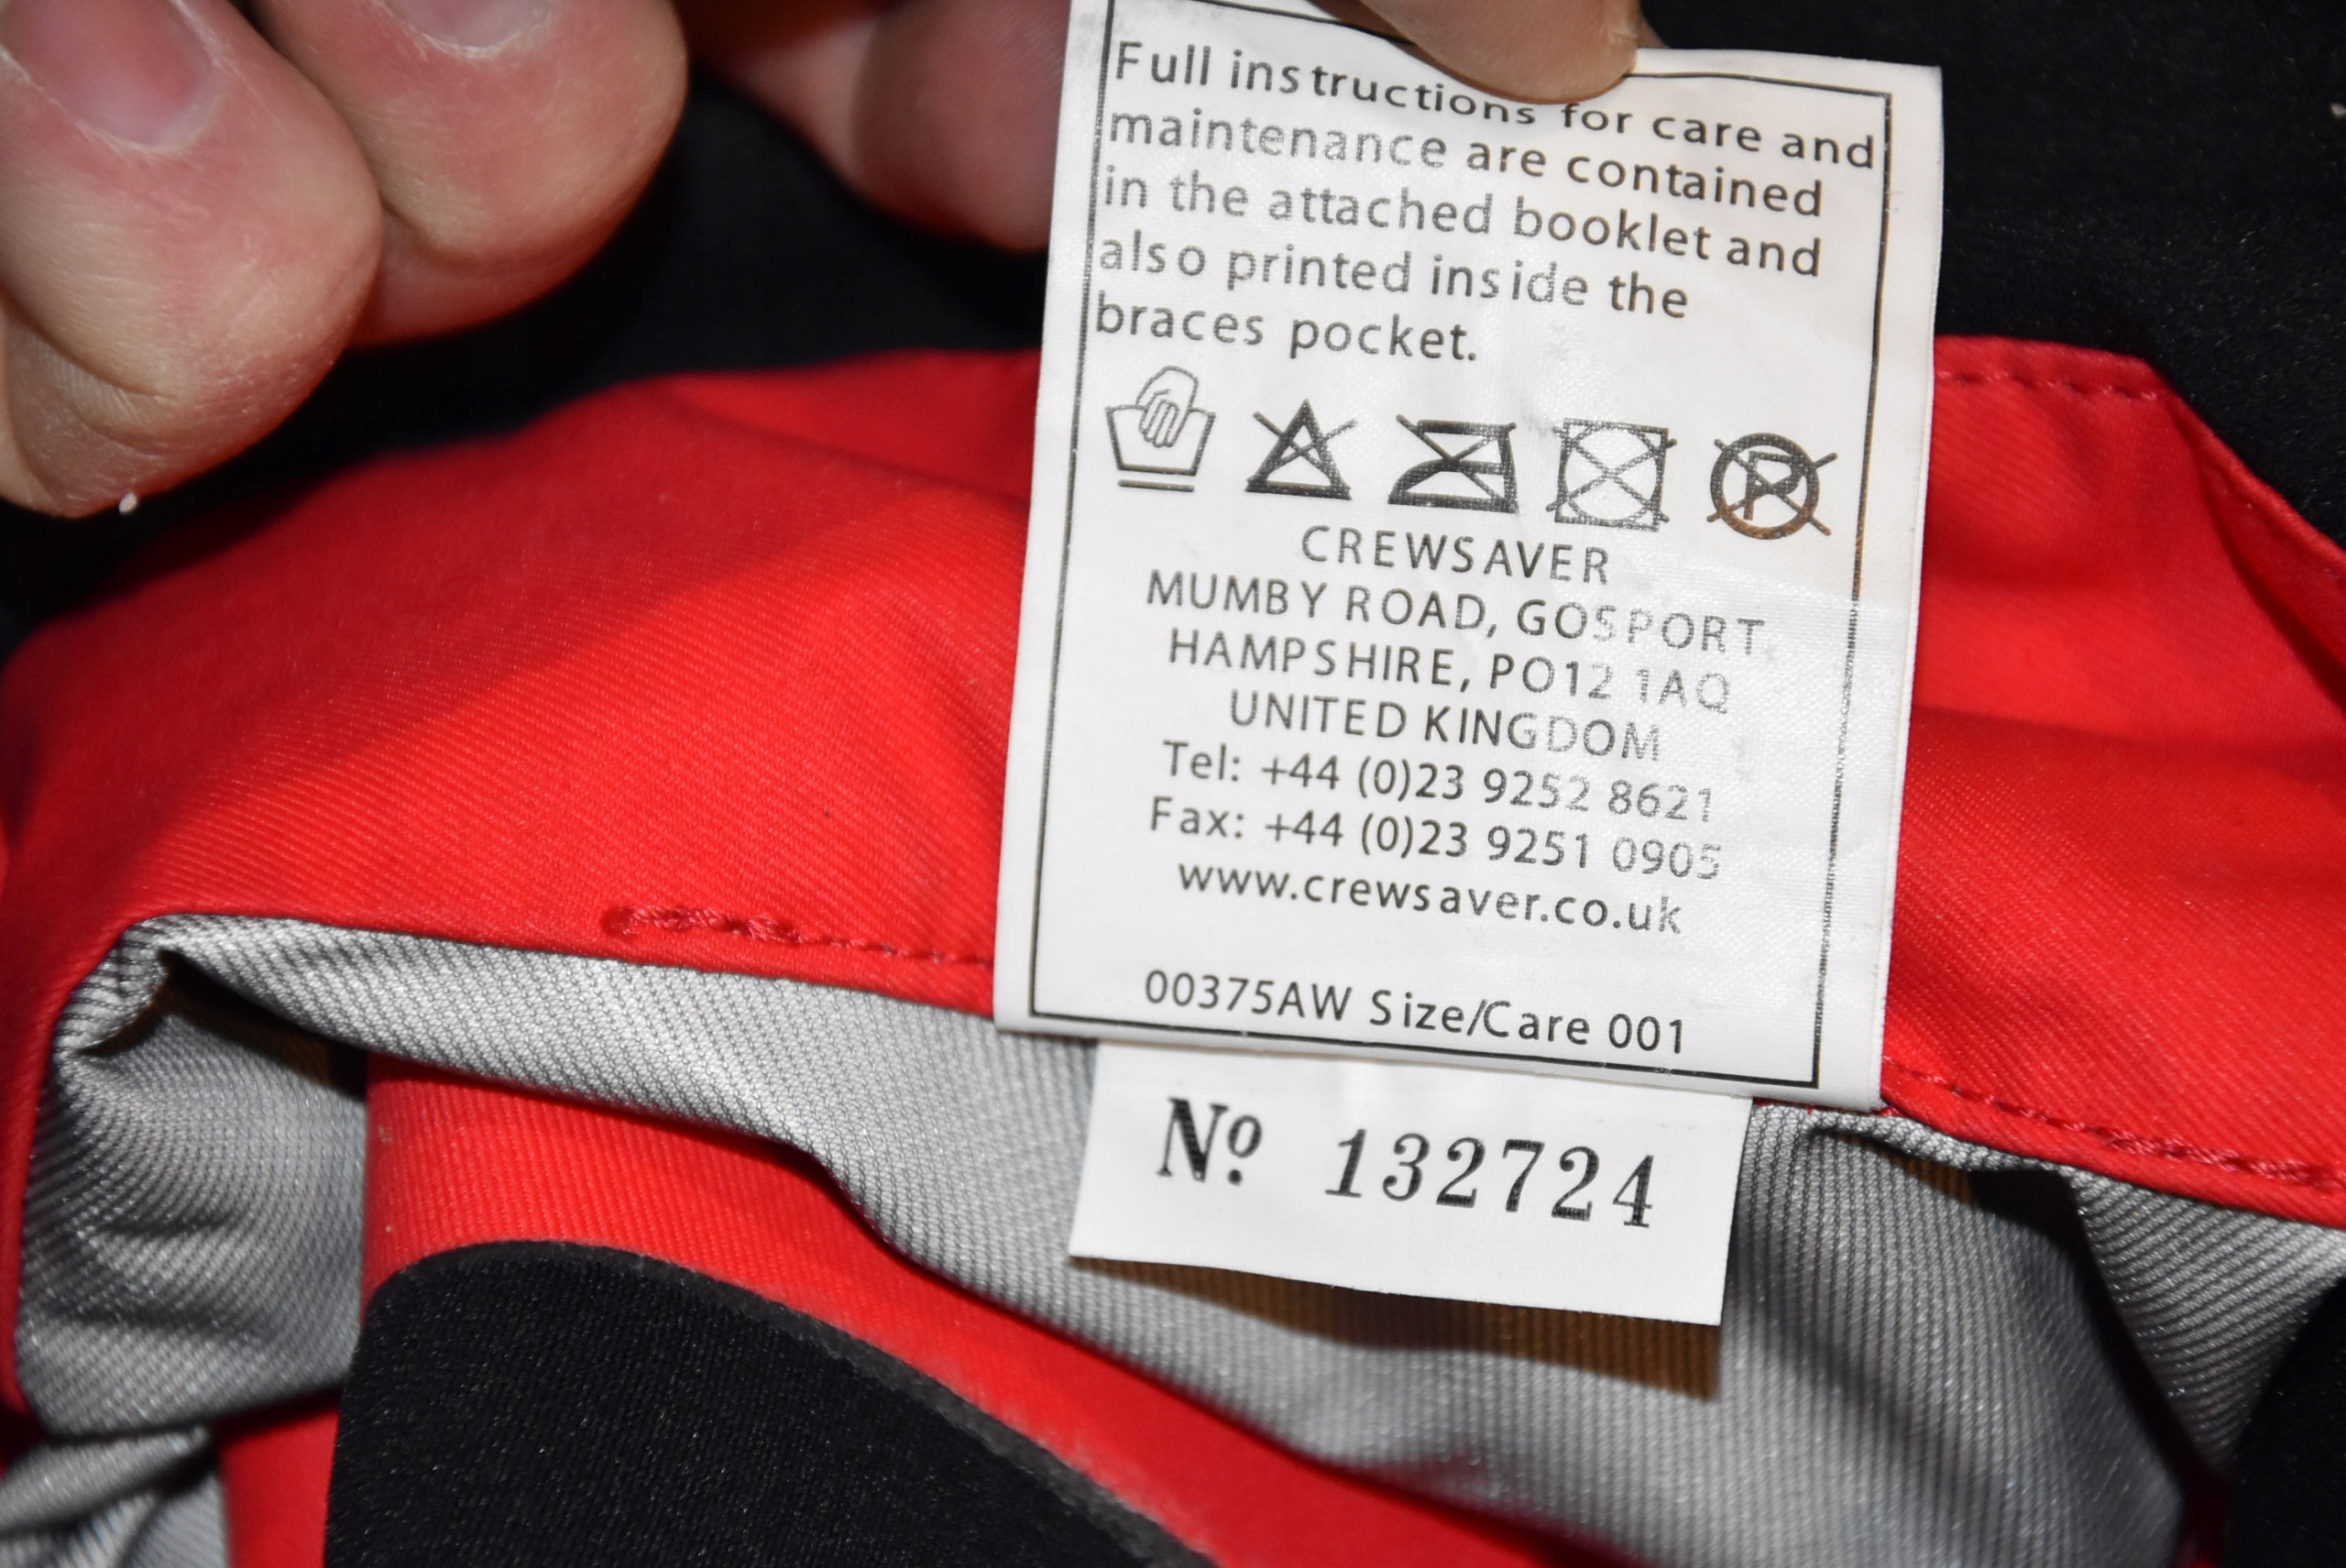 Full instructions for care and
maintenance are contained
in the attached booklet and
also printed inside the
braces pocket.
P
CREWSAVER
MUMBY ROAD, GOSPORT
HAMPSHIRE, PO12 1AQ
UNITED KINGDOM
Tel: +44 (0)23 9252 8621
Fax: +44 (0)23 9251 0905
www.crewsaver.co.uk
00375AW Size/Care 001
Nº 132724